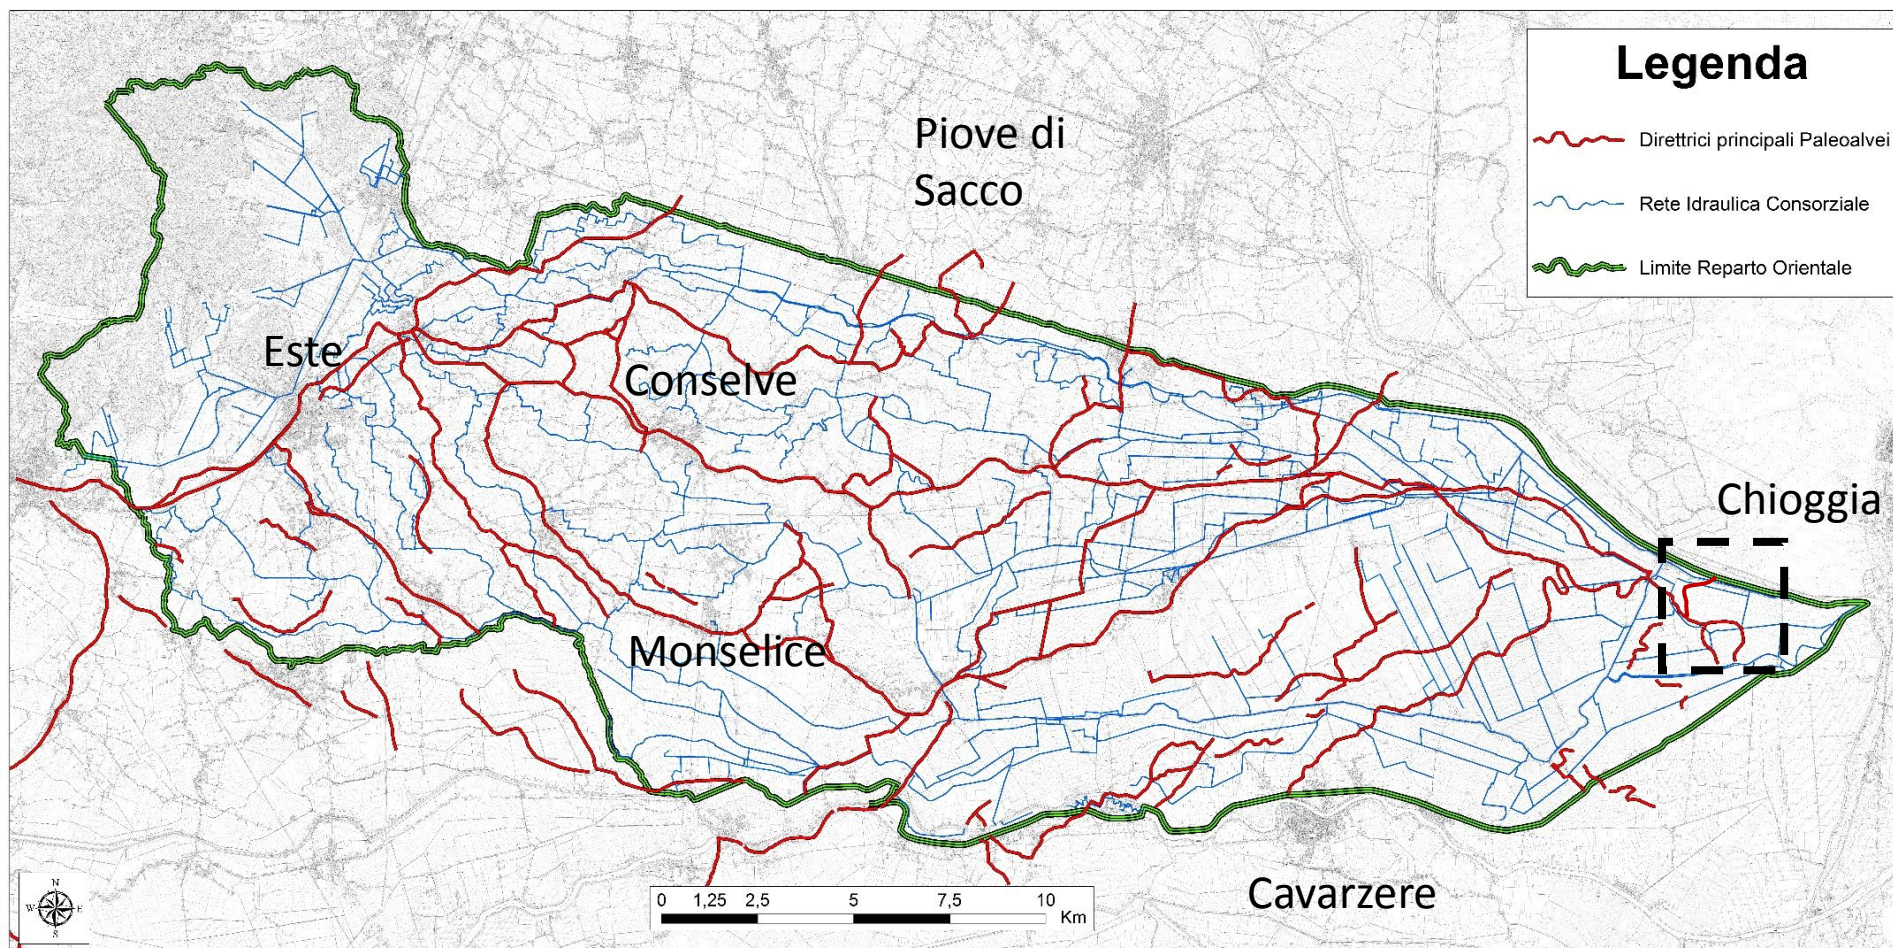 Legenda
Direttrici principali Paleoalvei
Rete Idraulica Consorziale
Limite Reparto Orientale
Piove di
Sacco
Este
Conselve
Chioggia
Monselice
Cavarzere
N
W E
S
0 1,25 2,5 5 7,5 10
Km